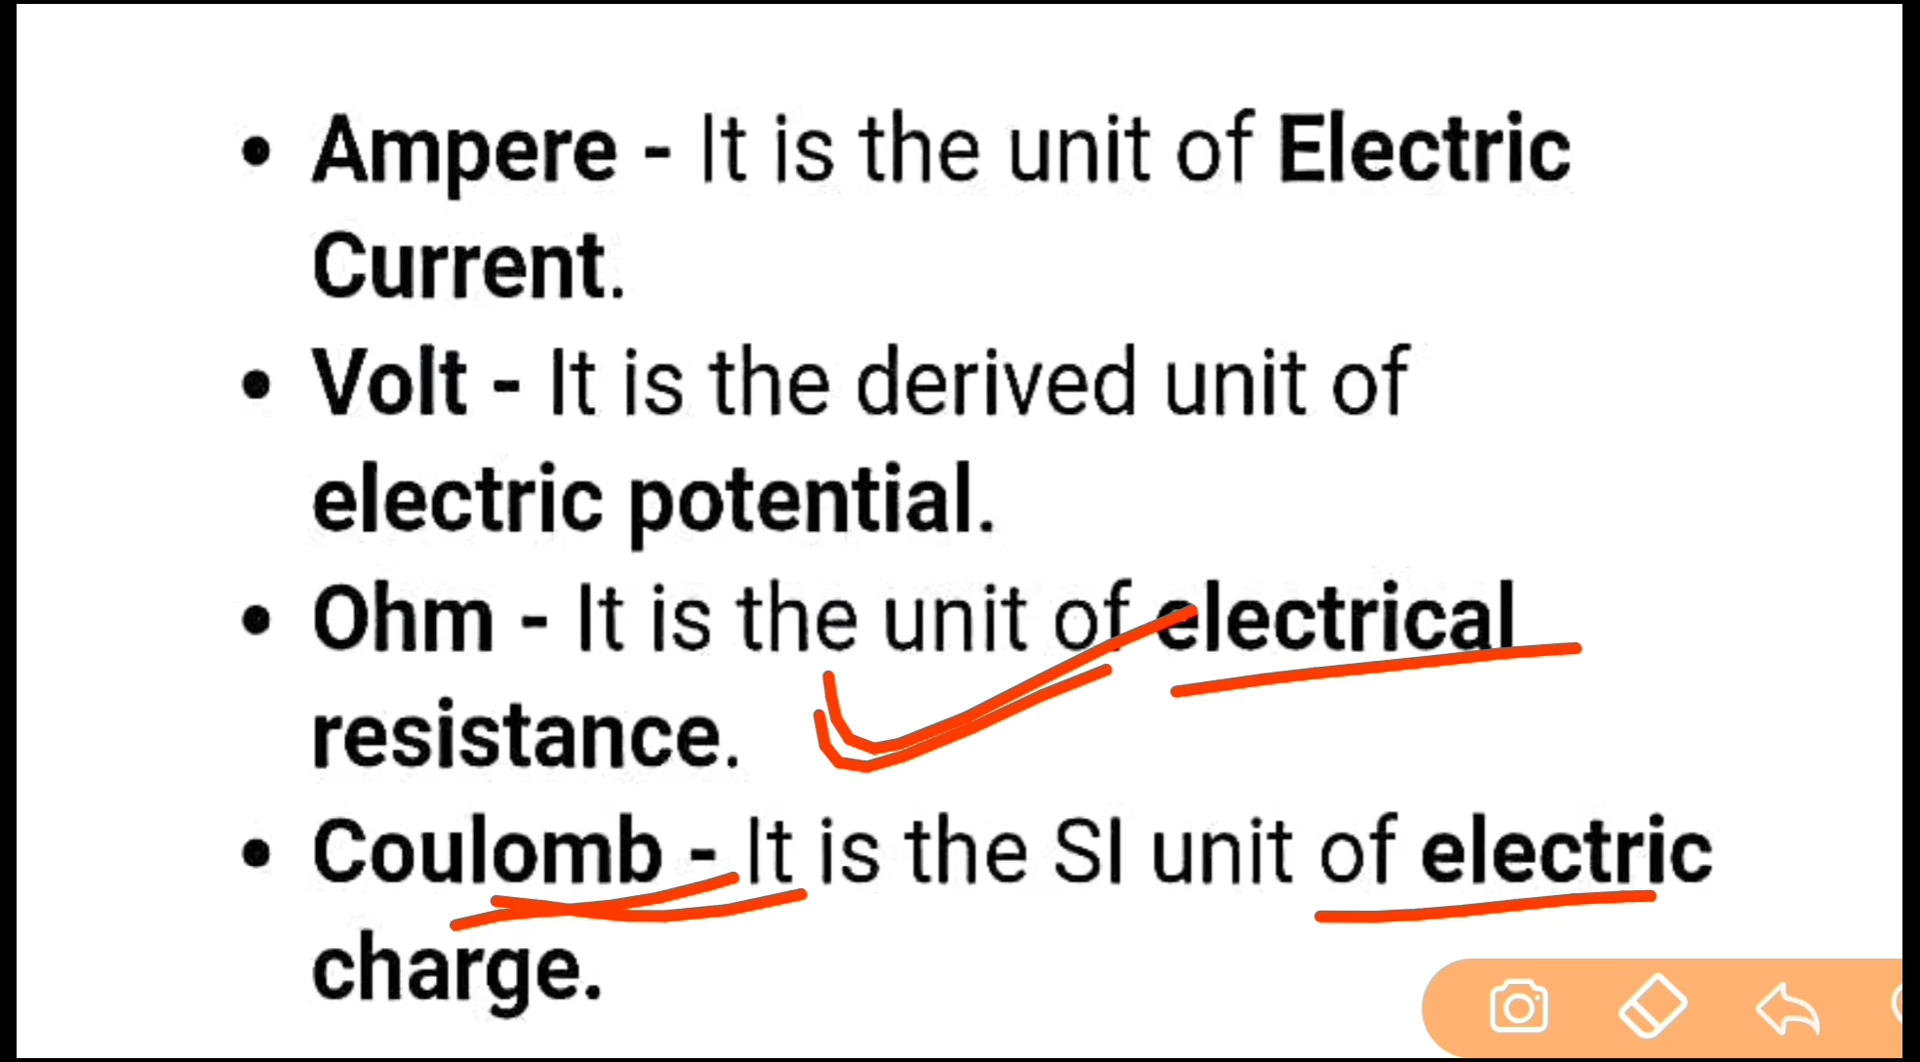 • Ampere - It is the unit of Electric
Current.
• Volt - It is the derived unit of
electric potential.
• Ohm - It is the unit of electrical
resistance.
• Coulomb - It is the SI unit of electric
charge.